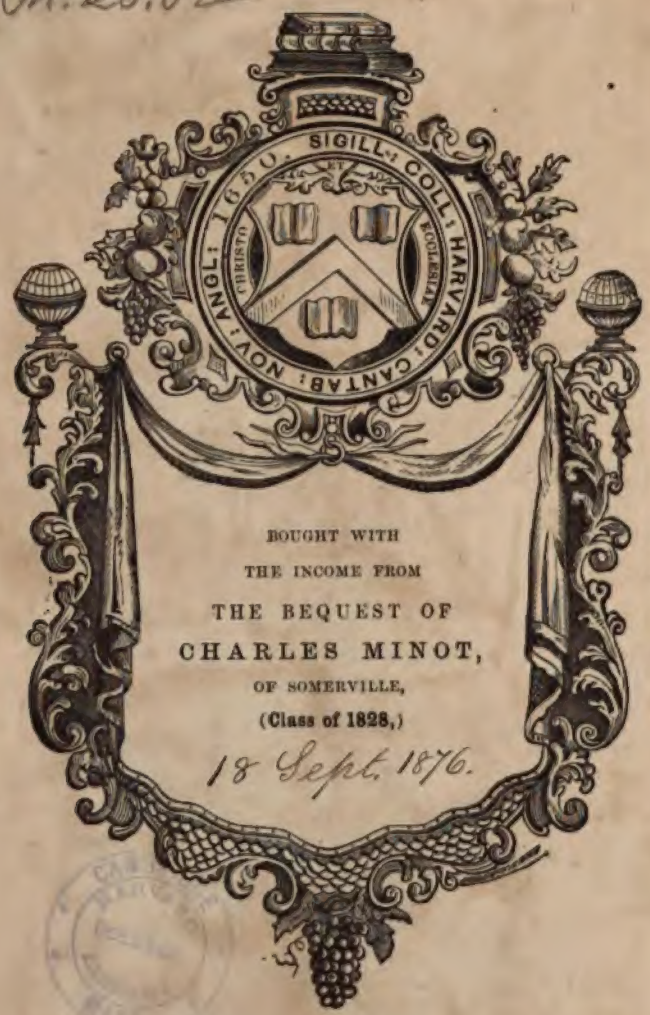 SIGILL: COLL: HARVARD: CANTAB: NOV: ANGL: 1650.
ET
CHRISTO
ECCLESIAE
BOUGHT WITH
THE INCOME FROM
THE BEQUEST OF
CHARLES MINOT,
OF SOMERVILLE,
(Class of 1828,)
18 Sept. 1876.